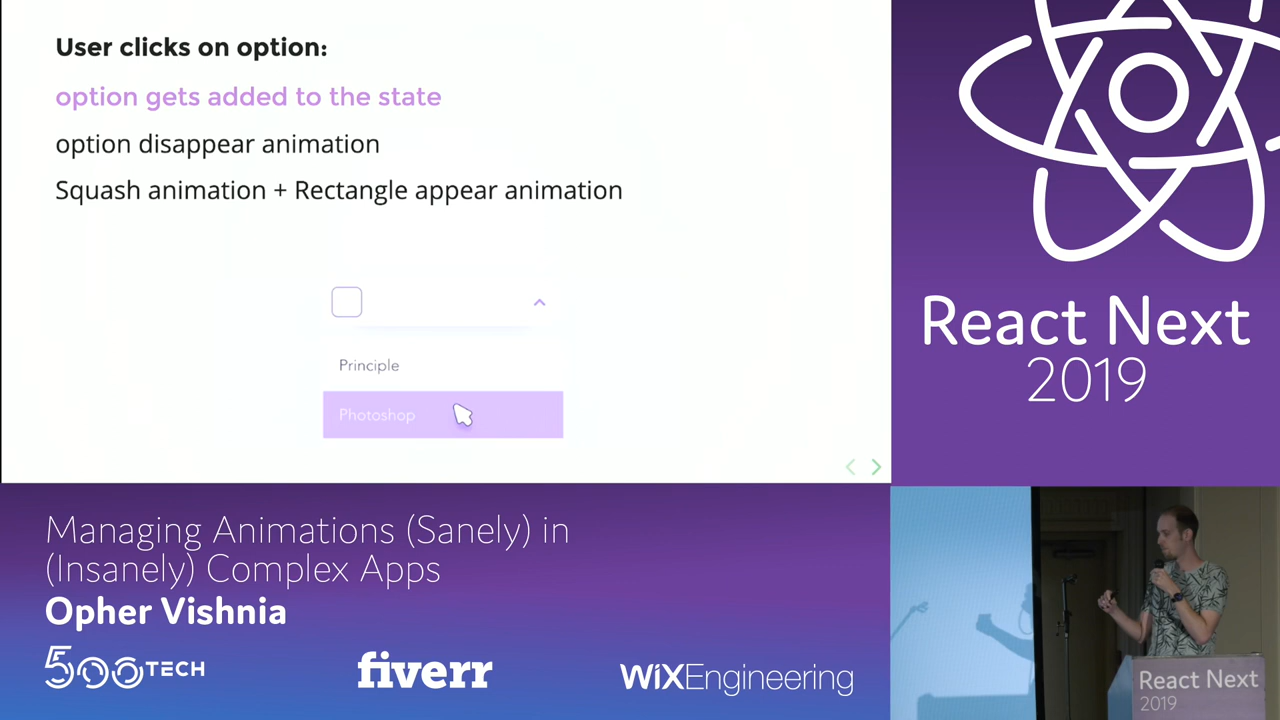 User clicks on option:
option gets added to the state
option disappear animation
Squash animation + Rectangle appear animation
Principle
Photoshop
React Next
2019
Managing Animations (Sanely) in
(Insanely) Complex Apps
Opher Vishnia
500TECH
fiverr
WiXEngineering
React Next
2019